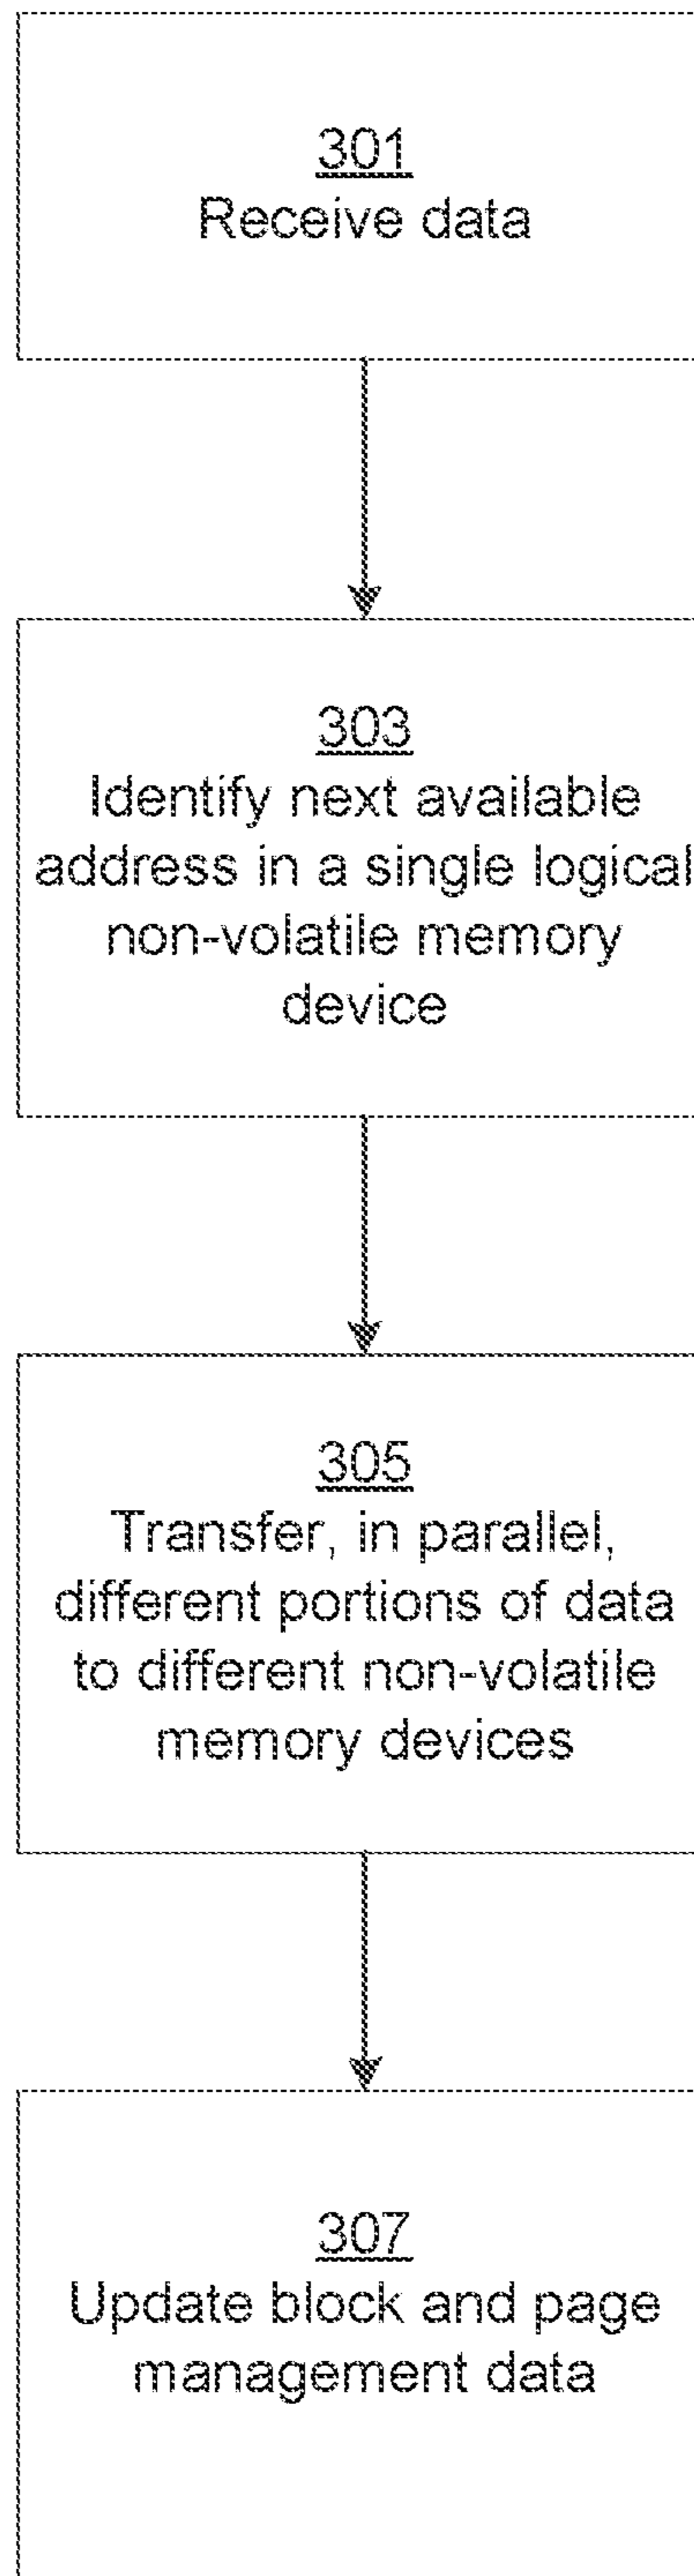 301
Receive data
303
Identify next available
address in a single logical
non-volatile memory
device
305
Transfer, in parallel,
different portions of data
to different non-volatile
memory devices
307
Update block and page
management data